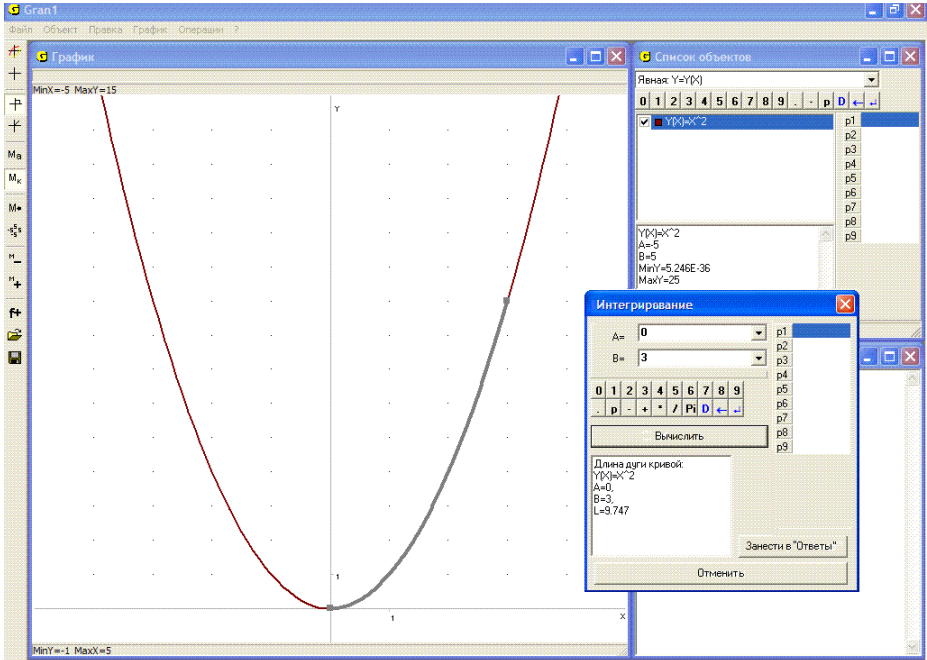 Gran1
Файл Объект Правка График Операции ?
График
MinX=-5 MaxY=15
Y
1
1
X
MinY=-1 MaxX=5
Список объектов
Явная: Y=Y(X)
0 1 2 3 4 5 6 7 8 9 . - p D ← ↵
Y(X)=X^2
p1
p2
p3
p4
p5
p6
p7
p8
p9
Y(X)=X^2
A=-5
B=5
MinY=5.246E-36
MaxY=25
Интегрирование
A= 0
B= 3
p1
p2
p3
p4
p5
p6
p7
p8
p9
0 1 2 3 4 5 6 7 8 9
. p - + * / Pi D ← ↵
Вычислить
Длина дуги кривой:
Y(X)=X^2
A=0,
B=3,
L=9.747
Занести в "Ответы"
Отменить